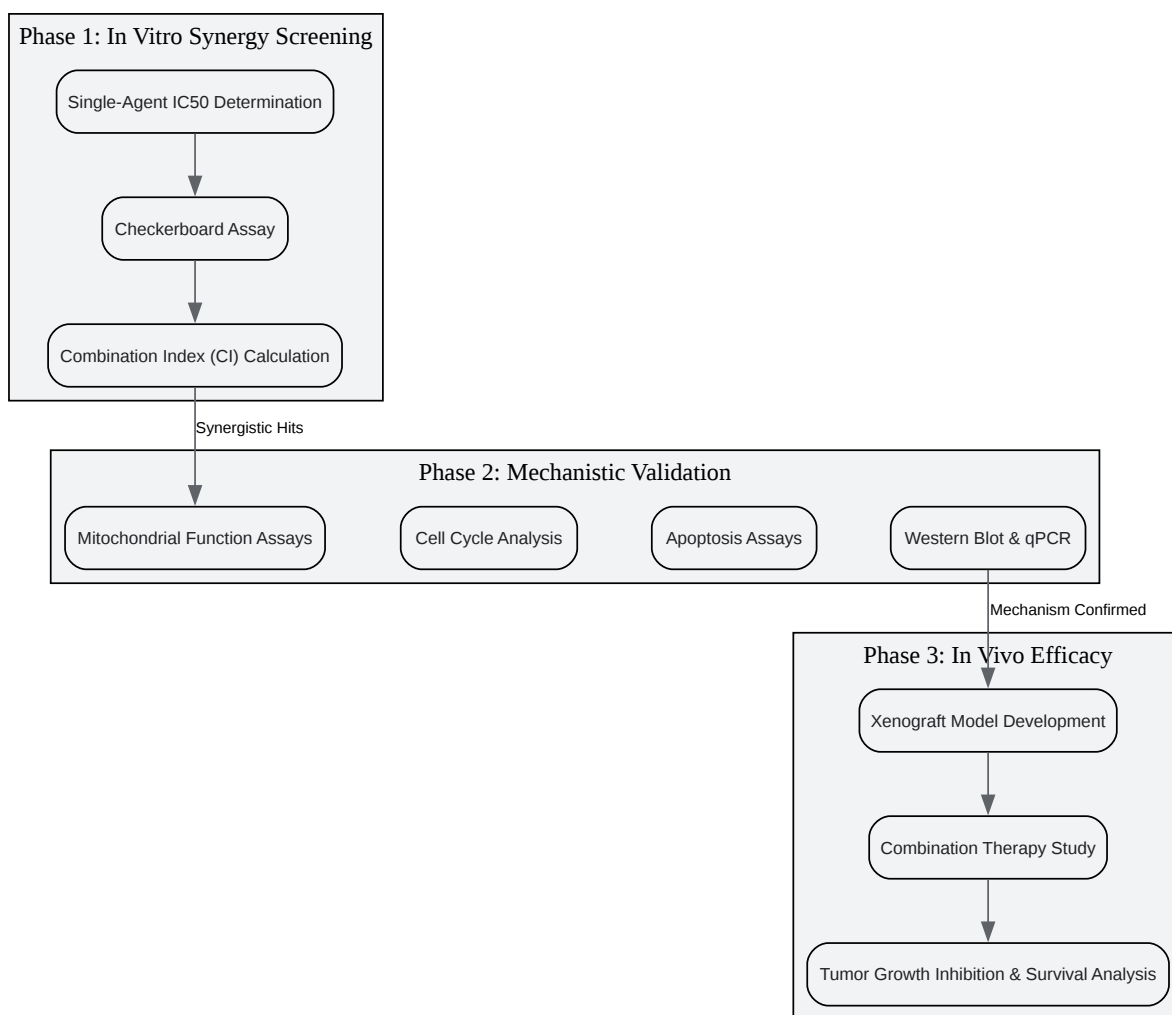 Phase 1: In Vitro Synergy Screening
Single-Agent IC50 Determination
Checkerboard Assay
Combination Index (CI) Calculation
Synergistic Hits
Phase 2: Mechanistic Validation
Mitochondrial Function Assays
Cell Cycle Analysis
Apoptosis Assays
Western Blot & qPCR
Mechanism Confirmed
Phase 3: In Vivo Efficacy
Xenograft Model Development
Combination Therapy Study
Tumor Growth Inhibition & Survival Analysis